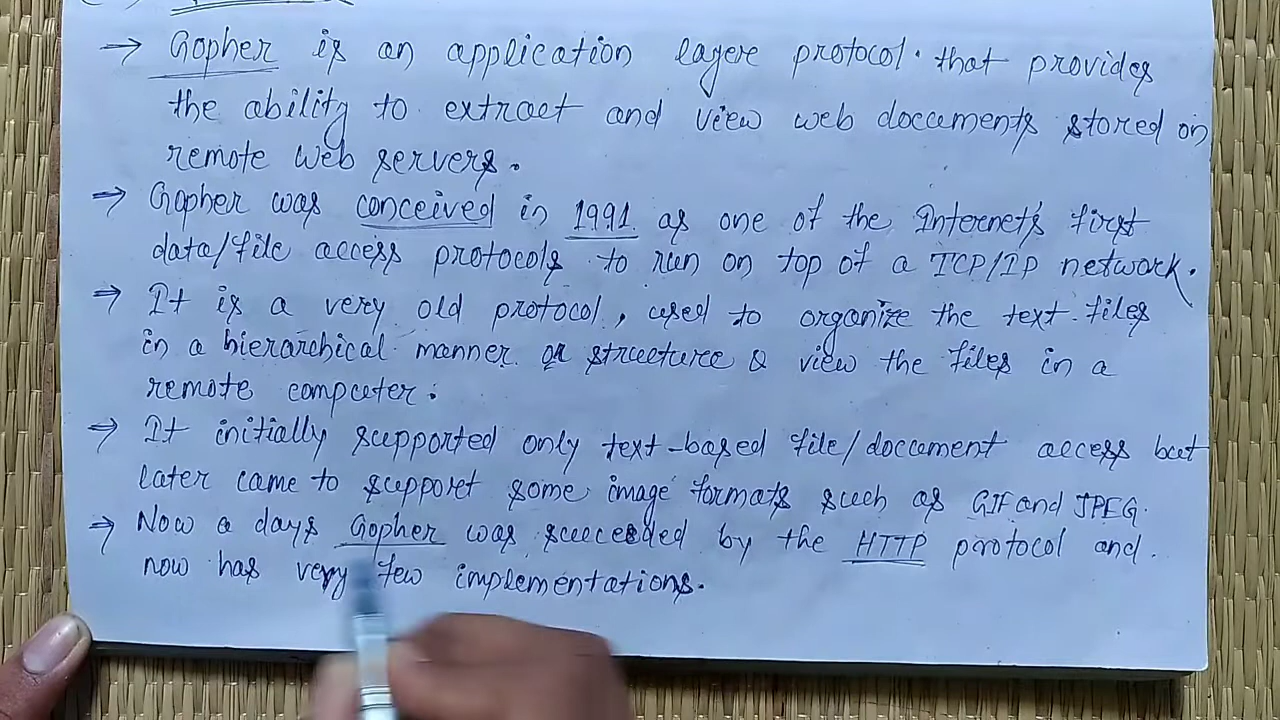 → Gopher is an application layer protocol. that provides
the ability to extract and view web documents stored on
remote web servers.
→ Gopher was conceived in 1991 as one of the Internet's first
data/file access protocols to run on top of a TCP/IP network.
→ It is a very old protocol, used to organize the text files
in a hierarchical manner or structure & view the files in a
remote computer.
→ It initially supported only text-based file/document access but
later came to support some image formats such as GIF and JPEG.
→ Now a days Gopher was succeeded by the HTTP protocol and
now has very few implementations.